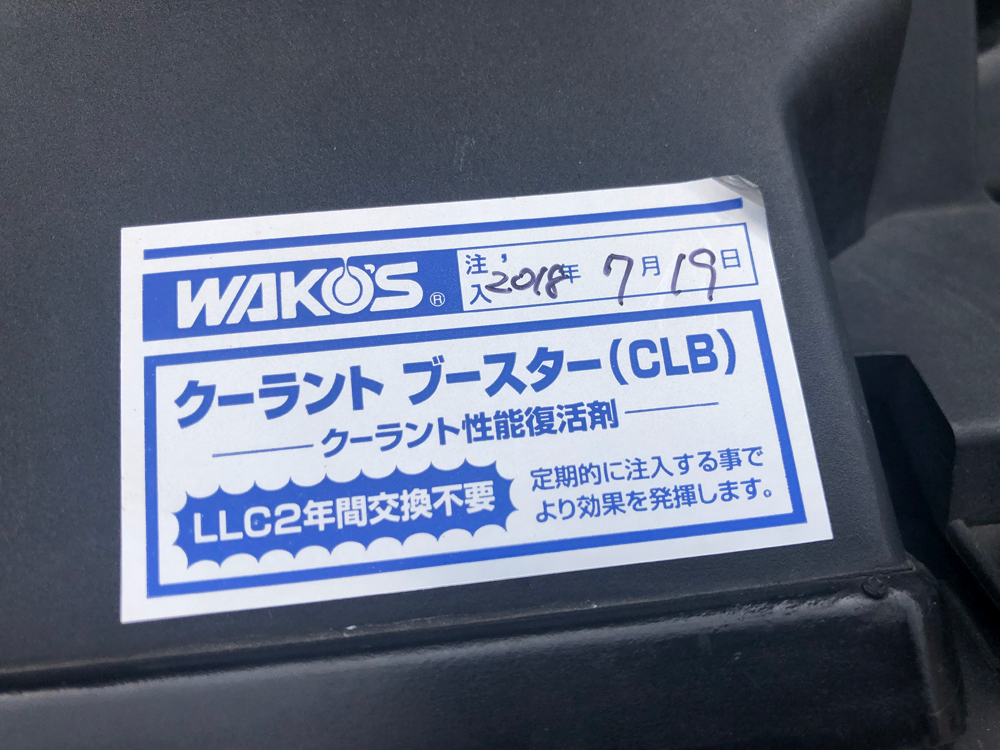 WAKO'S® 注入 '2018年 7月19日
クーラント ブースター(CLB)
クーラント性能復活剤
LLC2年間交換不要
定期的に注入する事で
より効果を発揮します。